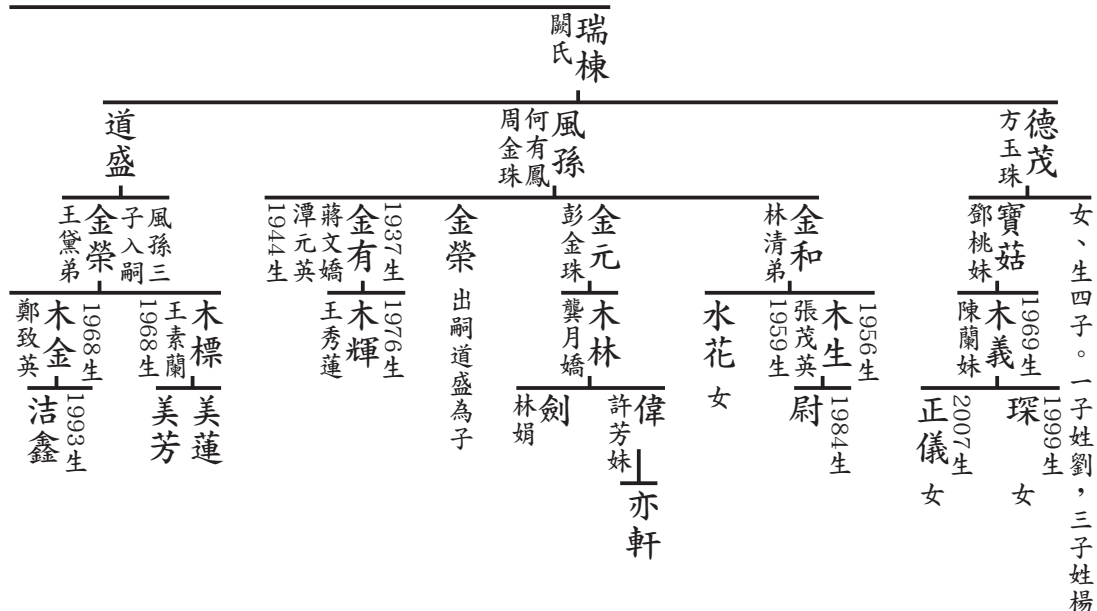 瑞棟
闕氏
德茂
方玉珠
風孫
何有鳳
周金珠
道盛
女、生四子。一子姓劉，三子姓楊
寶菇
鄧桃妹
金和
林清弟
金元
彭金珠
金榮 出嗣道盛為子
1937生
金有
蔣文嬌
潭元英
1944生
風孫三
子入嗣
金榮
王黛弟
1969生
木義
陳蘭妹
1956生
木生
張茂英
1959生
水花 女
木林
龔月嬌
1976生
木輝
王秀蓮
木標
王素蘭
1968生
1968生
木金
鄭致英
1999生
琛 女
2007生
正儀 女
1984生
尉
偉
許芳妹
劍
林娟
美蓮
美芳
1993生
洁鑫
亦軒